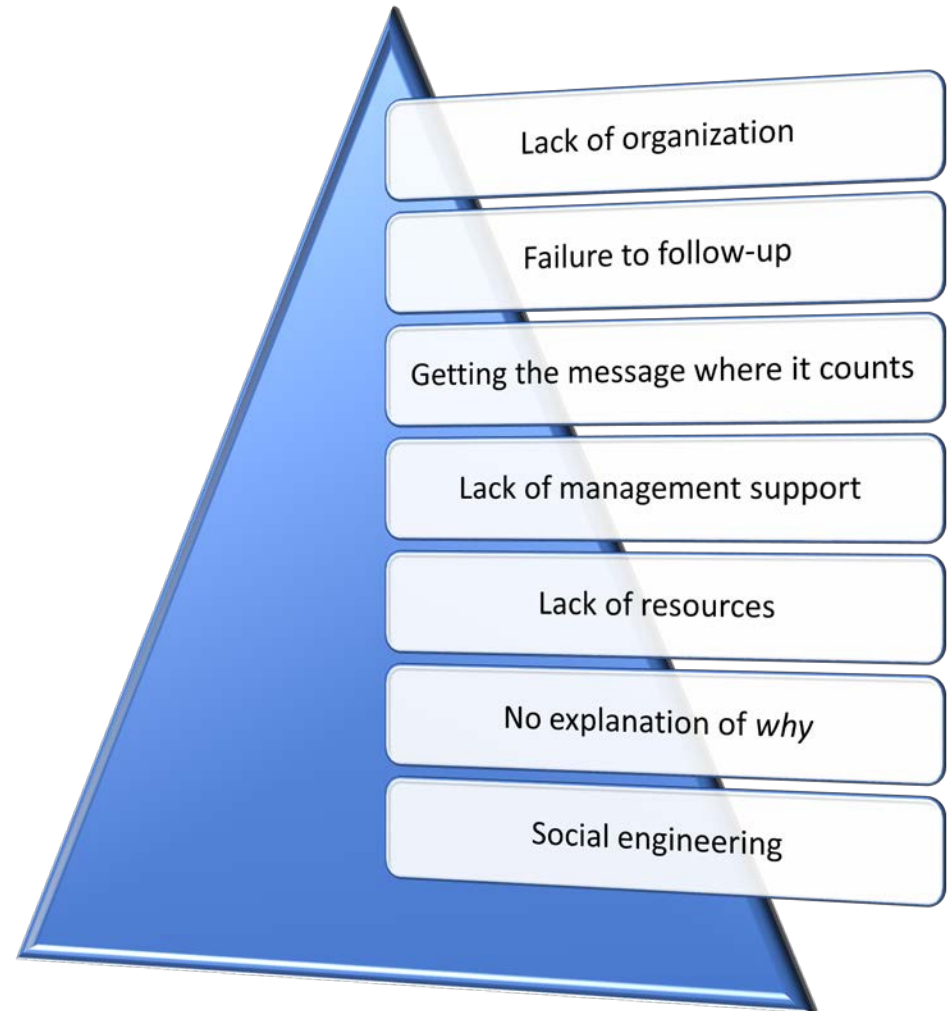 Lack of organization
Failure to follow-up
Getting the message where it counts
Lack of management support
Lack of resources
No explanation of why
Social engineering